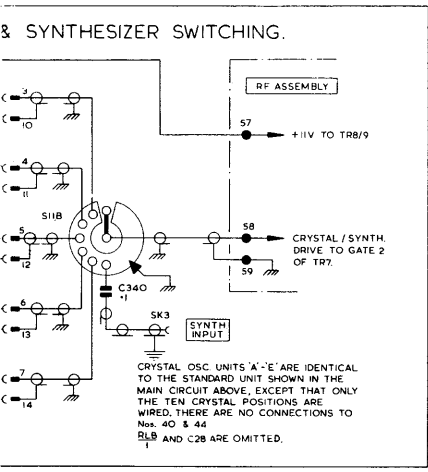 & SYNTHESIZER SWITCHING.
RF ASSEMBLY
3
10
57
+11V TO TR8/9
4
11
S11B
5
12
58
CRYSTAL / SYNTH.
DRIVE TO GATE 2
OF TR7.
59
C340
·1
6
13
SK3
SYNTH
INPUT
7
14
CRYSTAL OSC. UNITS 'A'-'E' ARE IDENTICAL
TO THE STANDARD UNIT SHOWN IN THE
MAIN CIRCUIT ABOVE, EXCEPT THAT ONLY
THE TEN CRYSTAL POSITIONS ARE
WIRED. THERE ARE NO CONNECTIONS TO
Nos. 40 & 44
RLB
1
AND C28 ARE OMITTED.